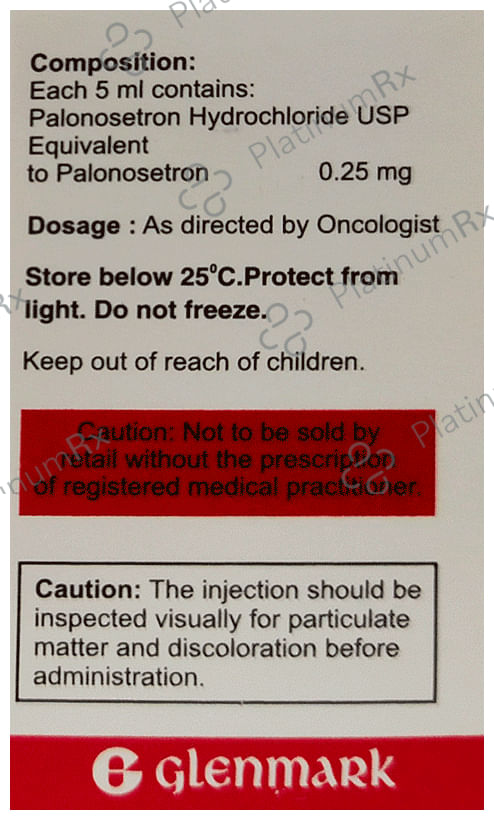 Composition:
Each 5 ml contains:
Palonosetron Hydrochloride USP
Equivalent
to Palonosetron 0.25 mg
Dosage : As directed by Oncologist
Store below 25°C.Protect from
light. Do not freeze.
Keep out of reach of children.
Caution: Not to be sold by
retail without the prescription
of registered medical practitioner.
Caution: The injection should be
inspected visually for particulate
matter and discoloration before
administration.
glenmark
PlatinumRx
PlatinumRx